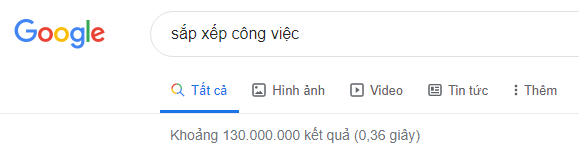 Google
sắp xếp công việc
Tất cả Hình ảnh Video Tin tức Thêm
Khoảng 130.000.000 kết quả (0,36 giây)